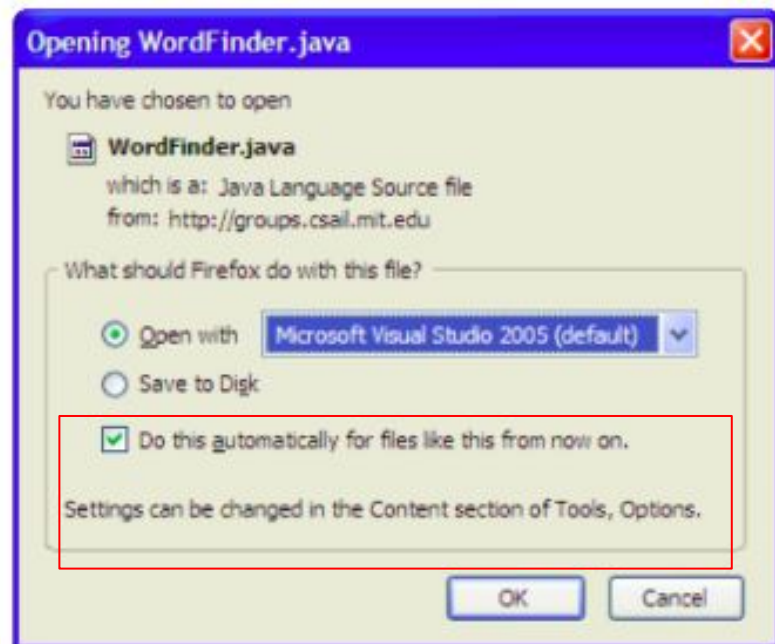 Opening WordFinder.java
You have chosen to open
WordFinder.java
which is a: Java Language Source file
from: http://groups.csail.mit.edu
What should Firefox do with this file?
Open with Microsoft Visual Studio 2005 (default)
Save to Disk
Do this automatically for files like this from now on.
Settings can be changed in the Content section of Tools, Options.
OK Cancel